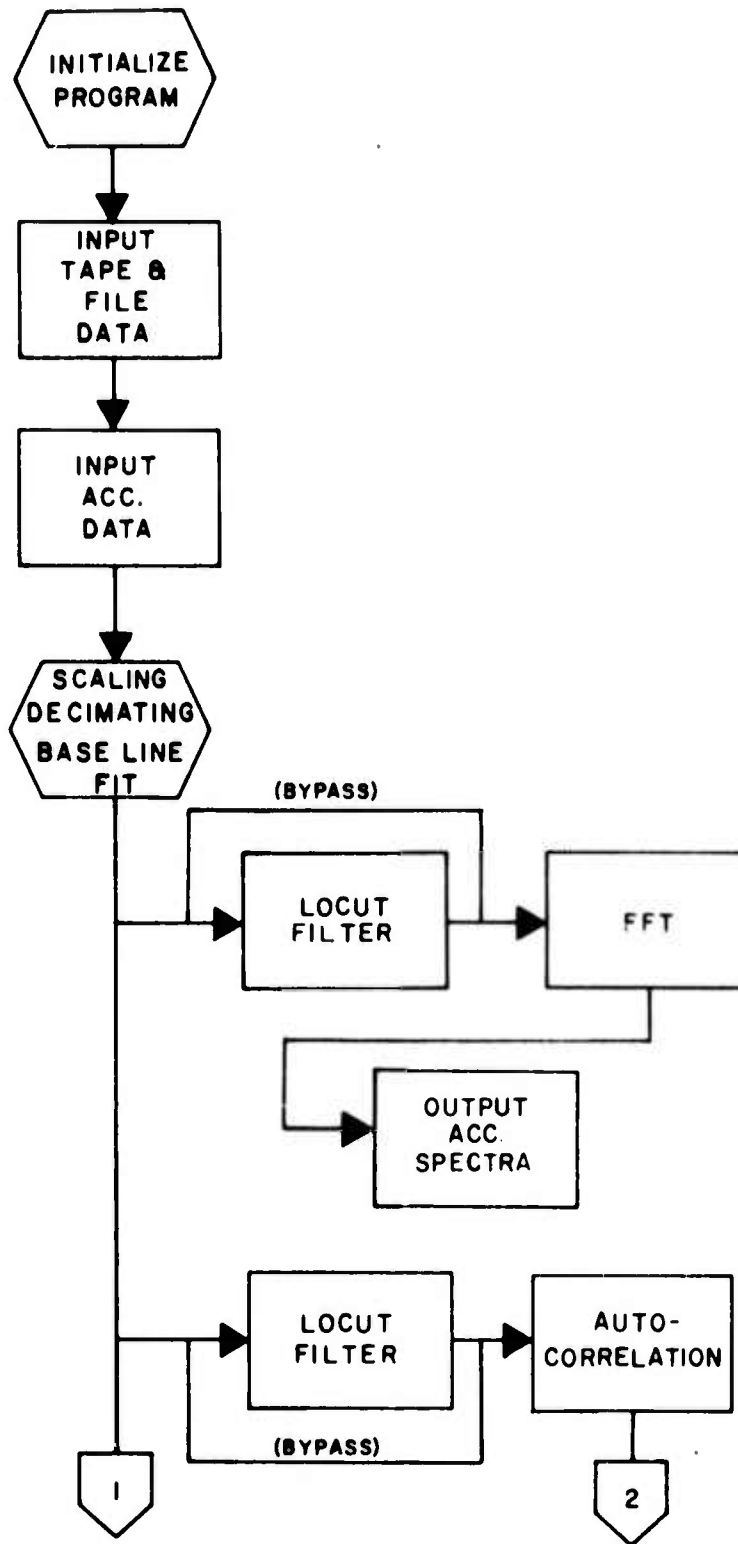 INITIALIZE
PROGRAM
INPUT
TAPE &
FILE
DATA
INPUT
ACC.
DATA
SCALING
DECIMATING
BASE LINE
FIT
(BYPASS)
LOCUT
FILTER
FFT
OUTPUT
ACC.
SPECTRA
LOCUT
FILTER
AUTO-
CORRELATION
(BYPASS)
1
2